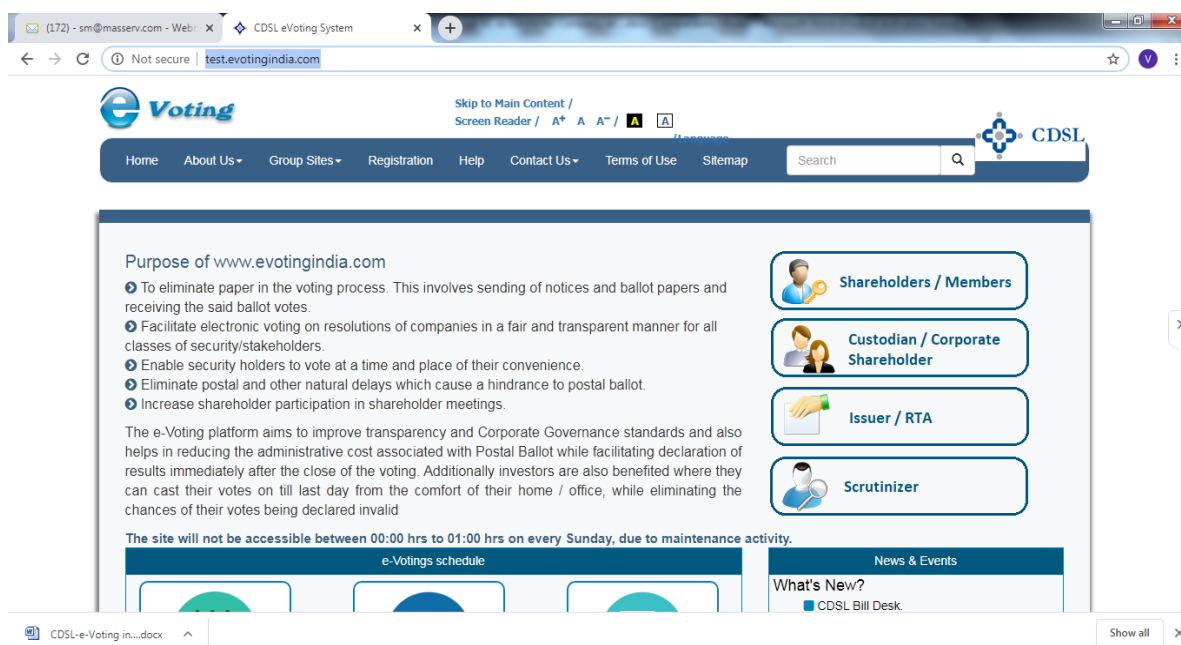 (172) - sm@masserv.com - Web
CDSL eVoting System
Not secure | test.evotingindia.com
V
e Voting
Skip to Main Content /
Screen Reader / A+ A A- / A A
/Language
CDSL
Home About Us Group Sites Registration Help Contact Us Terms of Use Sitemap Search
Purpose of www.evotingindia.com
To eliminate paper in the voting process. This involves sending of notices and ballot papers and
receiving the said ballot votes.
Facilitate electronic voting on resolutions of companies in a fair and transparent manner for all
classes of security/stakeholders.
Enable security holders to vote at a time and place of their convenience.
Eliminate postal and other natural delays which cause a hindrance to postal ballot.
Increase shareholder participation in shareholder meetings.
The e-Voting platform aims to improve transparency and Corporate Governance standards and also
helps in reducing the administrative cost associated with Postal Ballot while facilitating declaration of
results immediately after the close of the voting. Additionally investors are also benefited where they
can cast their votes on till last day from the comfort of their home / office, while eliminating the
chances of their votes being declared invalid
Shareholders / Members
Custodian / Corporate
Shareholder
Issuer / RTA
Scrutinizer
The site will not be accessible between 00:00 hrs to 01:00 hrs on every Sunday, due to maintenance activity.
e-Votings schedule
News & Events
What's New?
CDSL Bill Desk.
CDSL-e-Voting in....docx
Show all